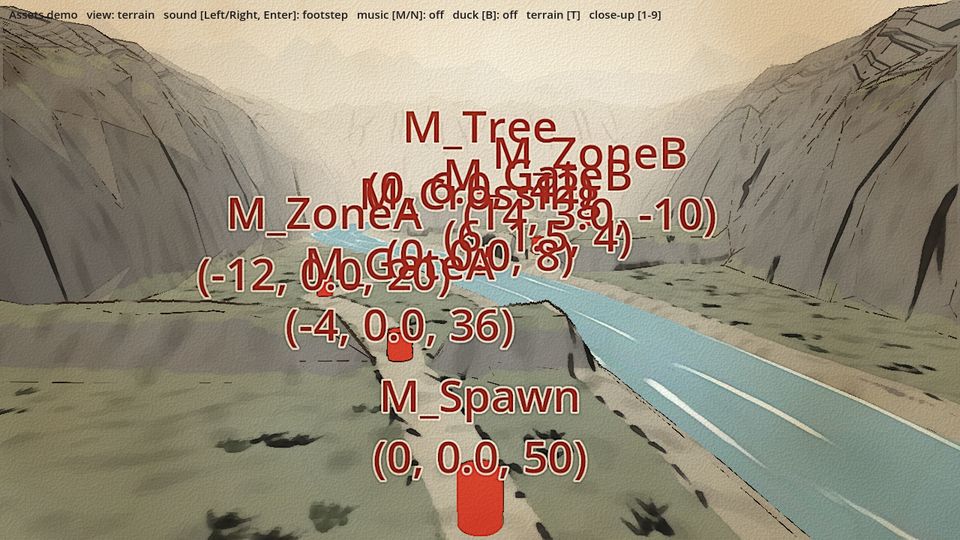 Assets demo   view: terrain   sound [Left/Right, Enter]: footstep   music [M/N]: off   duck [B]: off   terrain [T]   close-up [1-9]
M_Tree
M_ZoneB
M_GateB
M_ZoneA
(14, 3.0, -10)
M_GateA
(-12, 0.0, 20)
(-4, 0.0, 36)
M_Spawn
(0, 0.0, 50)